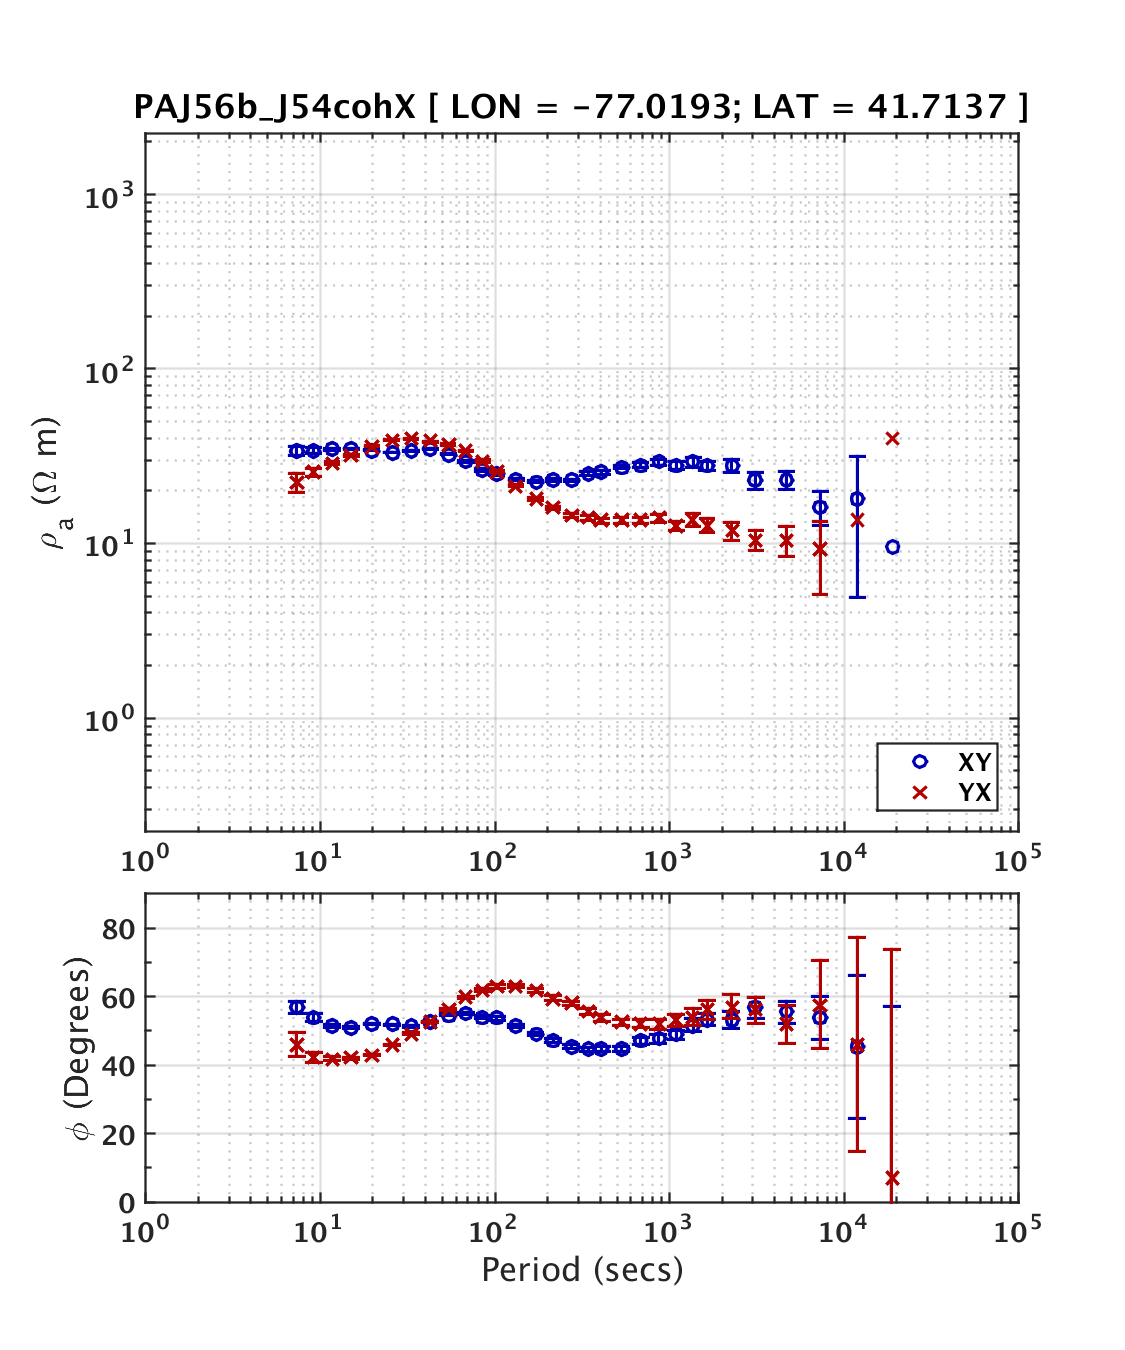 PAJ56b_J54cohX [ LON = -77.0193; LAT = 41.7137 ]
ρa (Ω m)
10³
10²
10¹
10⁰
XY
YX
10⁰ 10¹ 10² 10³ 10⁴ 10⁵
ϕ (Degrees)
80
60
40
20
0
10⁰ 10¹ 10² 10³ 10⁴ 10⁵
Period (secs)